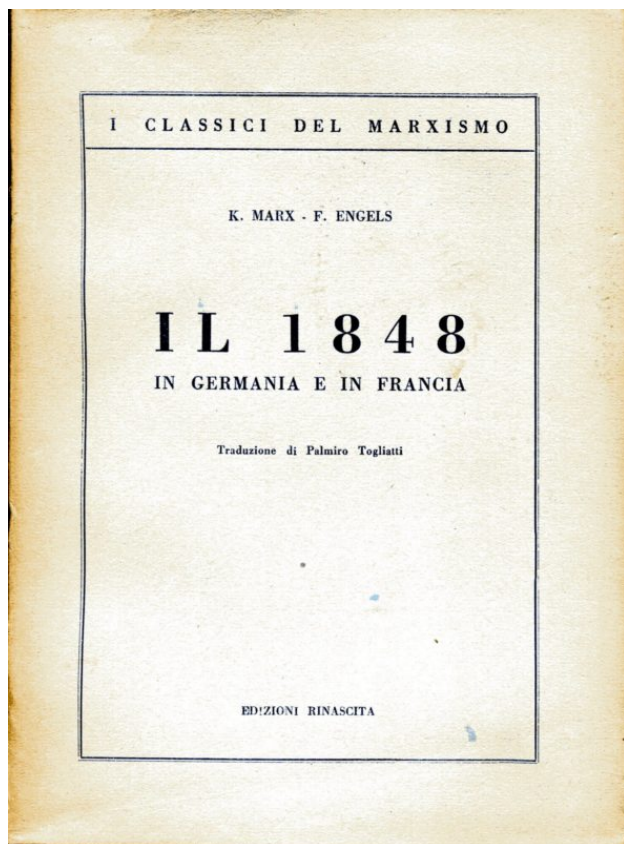 I CLASSICI DEL MARXISMO
K. MARX - F. ENGELS
IL 1848
IN GERMANIA E IN FRANCIA
Traduzione di Palmiro Togliatti
EDIZIONI RINASCITA